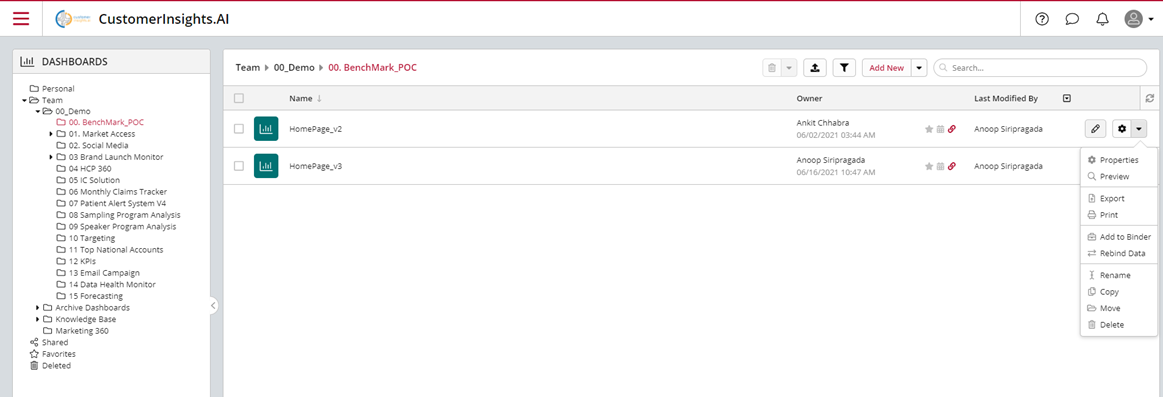 CustomerInsights.AI
DASHBOARDS
Personal
Team
00_Demo
00. BenchMark_POC
01. Market Access
02. Social Media
03 Brand Launch Monitor
04 HCP 360
05 IC Solution
06 Monthly Claims Tracker
07 Patient Alert System V4
08 Sampling Program Analysis
09 Speaker Program Analysis
10 Targeting
11 Top National Accounts
12 KPIs
13 Email Campaign
14 Data Health Monitor
15 Forecasting
Archive Dashboards
Knowledge Base
Marketing 360
Shared
Favorites
Deleted
Team 00_Demo 00. BenchMark_POC
Add New
Search...
Name Owner Last Modified By
HomePage_v2 Ankit Chhabra Anoop Siripragada
06/02/2021 03:44 AM
HomePage_v3 Anoop Siripragada Anoop Siripragada
06/16/2021 10:47 AM
Properties
Preview
Export
Print
Add to Binder
Rebind Data
Rename
Copy
Move
Delete